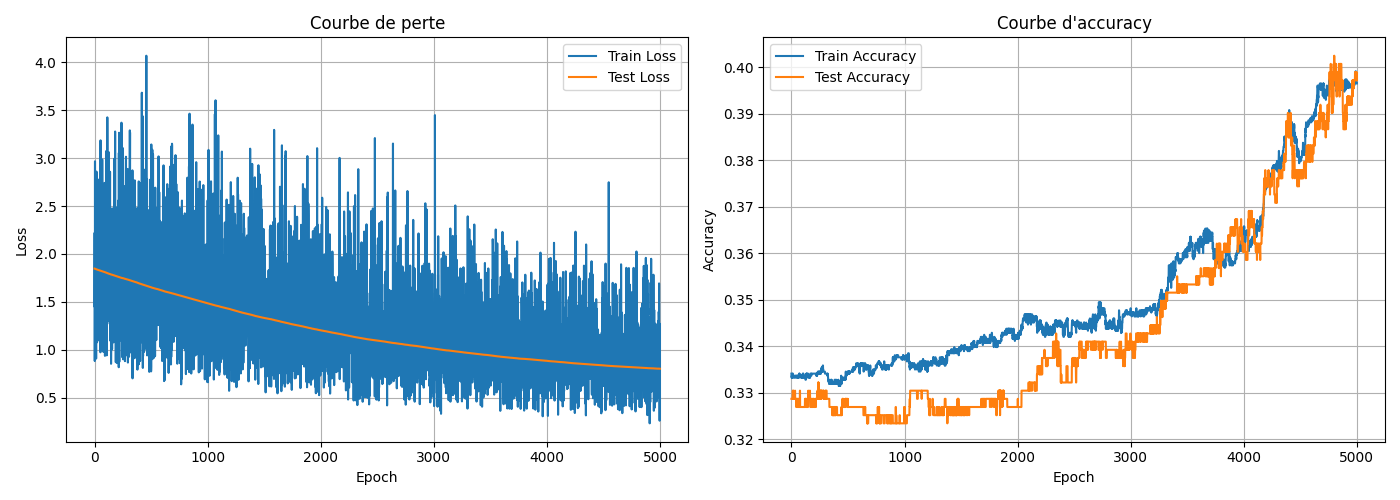 Courbe de perte
Train Loss
Test Loss
4.0
3.5
3.0
2.5
2.0
1.5
1.0
0.5
Loss
0 1000 2000 3000 4000 5000
Epoch
Courbe d'accuracy
Train Accuracy
Test Accuracy
0.40
0.39
0.38
0.37
0.36
0.35
0.34
0.33
0.32
Accuracy
0 1000 2000 3000 4000 5000
Epoch